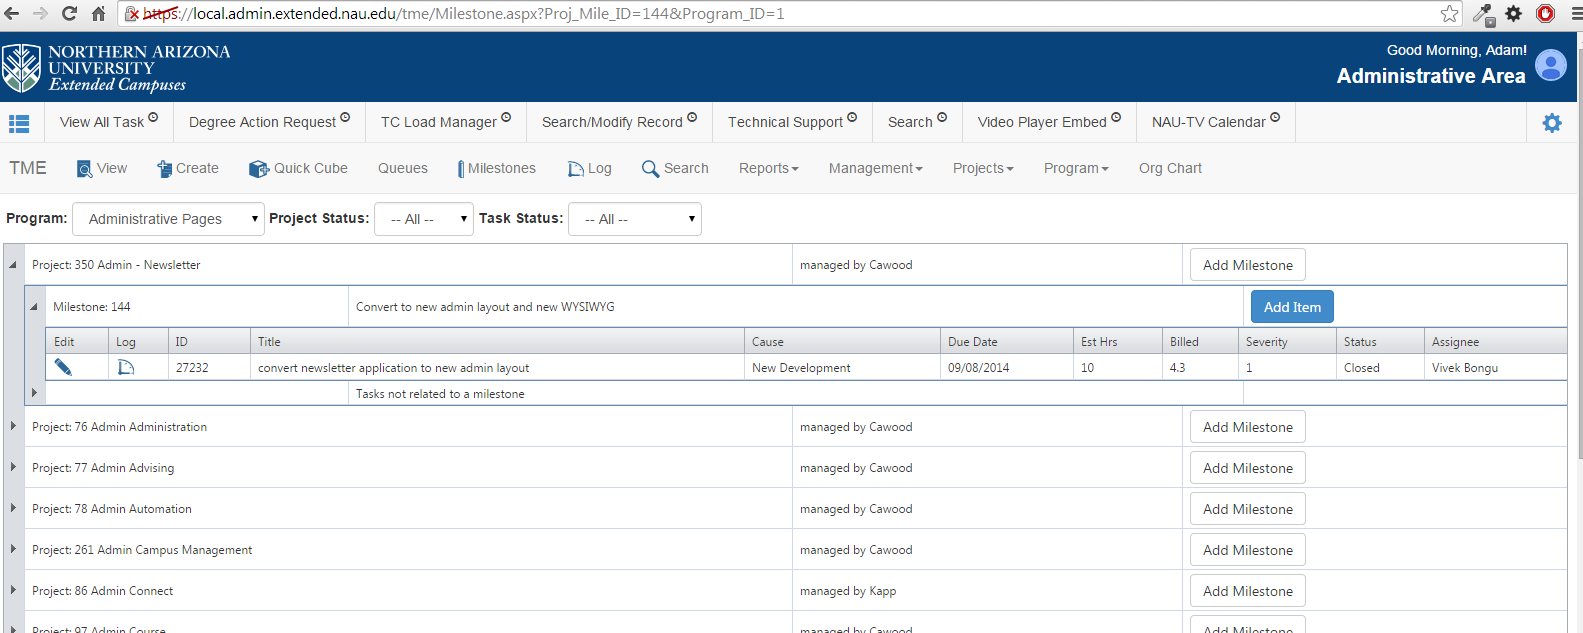 https://local.admin.extended.nau.edu/tme/Milestone.aspx?Proj_Mile_ID=144&Program_ID=1
NORTHERN ARIZONA
UNIVERSITY
Extended Campuses
Good Morning, Adam!
Administrative Area
View All Task Degree Action Request TC Load Manager Search/Modify Record Technical Support Search Video Player Embed NAU-TV Calendar
TME View Create Quick Cube Queues Milestones Log Search Reports Management Projects Program Org Chart
Program: Administrative Pages Project Status: -- All -- Task Status: -- All --
Project: 350 Admin - Newsletter managed by Cawood Add Milestone
Milestone: 144 Convert to new admin layout and new WYSIWYG Add Item
Edit Log ID Title Cause Due Date Est Hrs Billed Severity Status Assignee
27232 convert newsletter application to new admin layout New Development 09/08/2014 10 4.3 1 Closed Vivek Bongu
Tasks not related to a milestone
Project: 76 Admin Administration managed by Cawood Add Milestone
Project: 77 Admin Advising managed by Cawood Add Milestone
Project: 78 Admin Automation managed by Cawood Add Milestone
Project: 261 Admin Campus Management managed by Cawood Add Milestone
Project: 86 Admin Connect managed by Kapp Add Milestone
Project: 97 Admin Course managed by Cawood Add Milestone